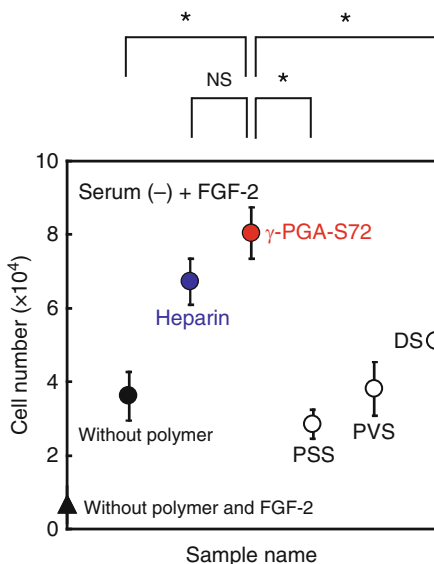 *
*
NS
*
10
Serum (–) + FGF-2
γ-PGA-S72
8
Heparin
6
DS
4
Without polymer
PVS
PSS
2
Without polymer and FGF-2
0
Cell number (×10⁴)
Sample name